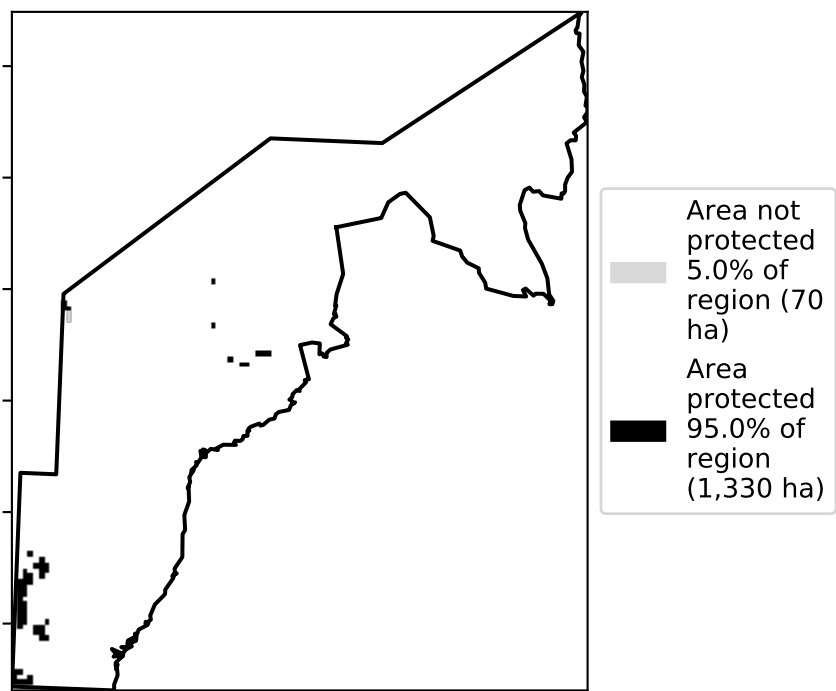 Area not
protected
5.0% of
region (70
ha)
Area
protected
95.0% of
region
(1,330 ha)